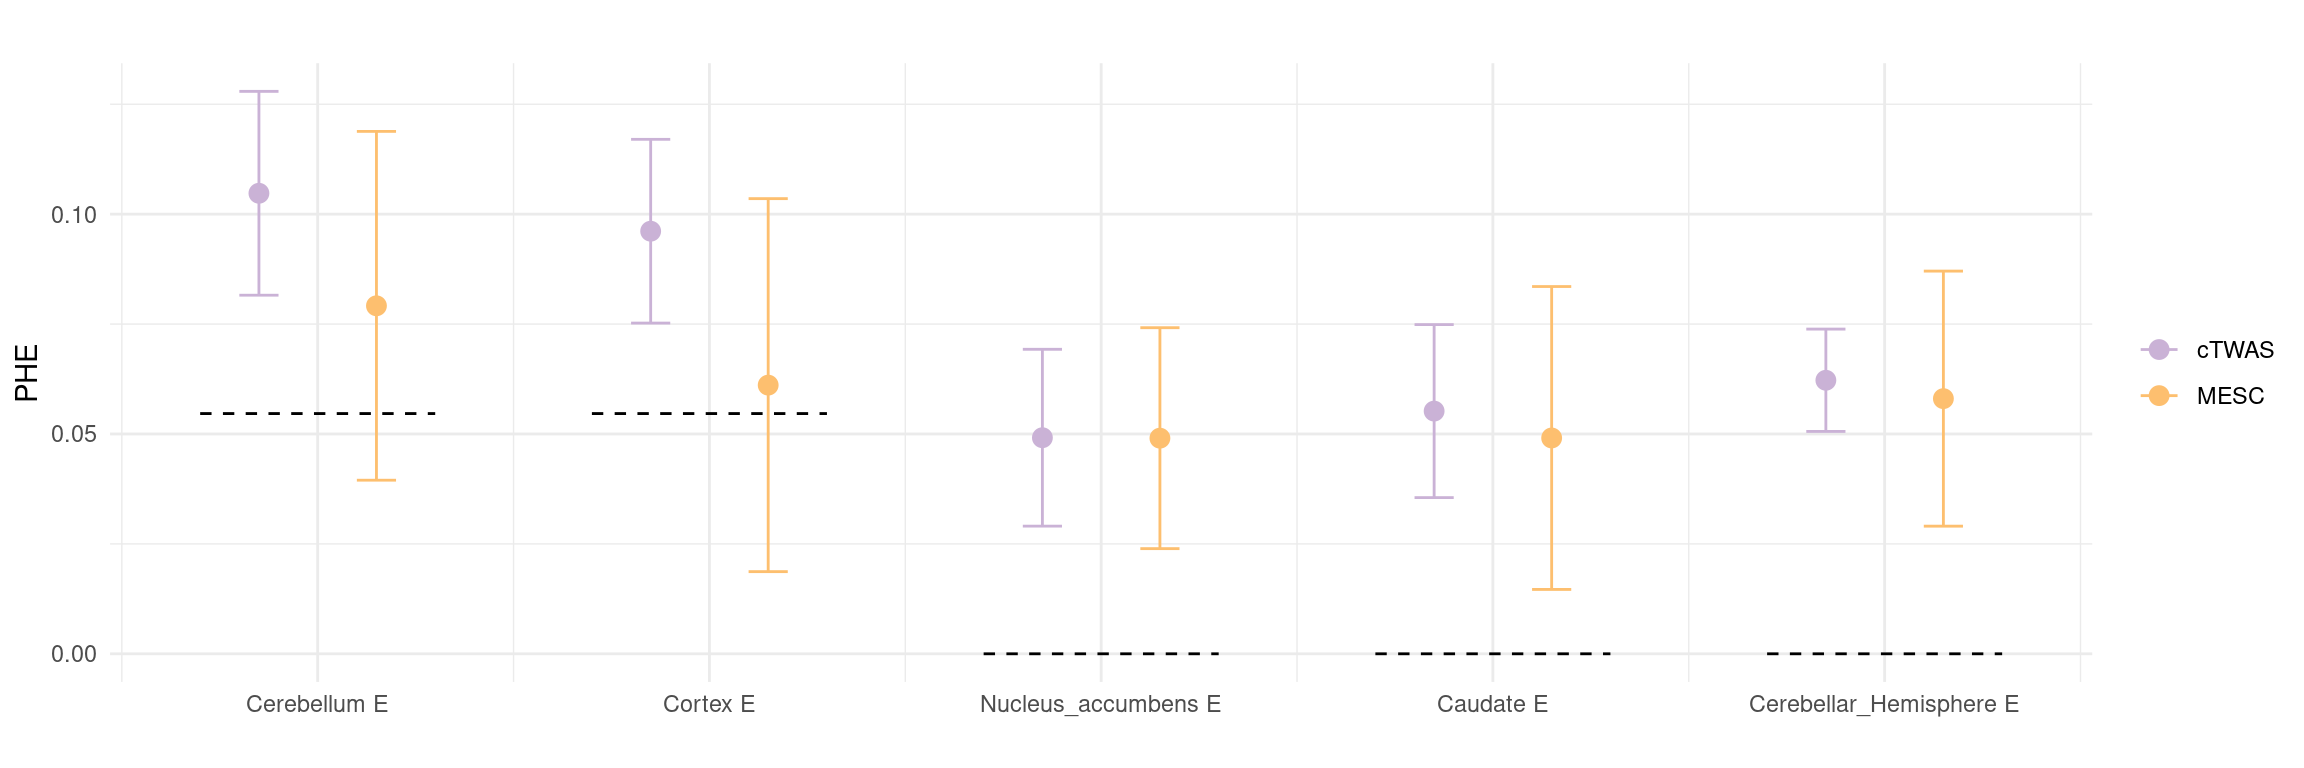 PHE
0.10
0.05
0.00
Cerebellum E
Cortex E
Nucleus_accumbens E
Caudate E
Cerebellar_Hemisphere E
cTWAS
MESC